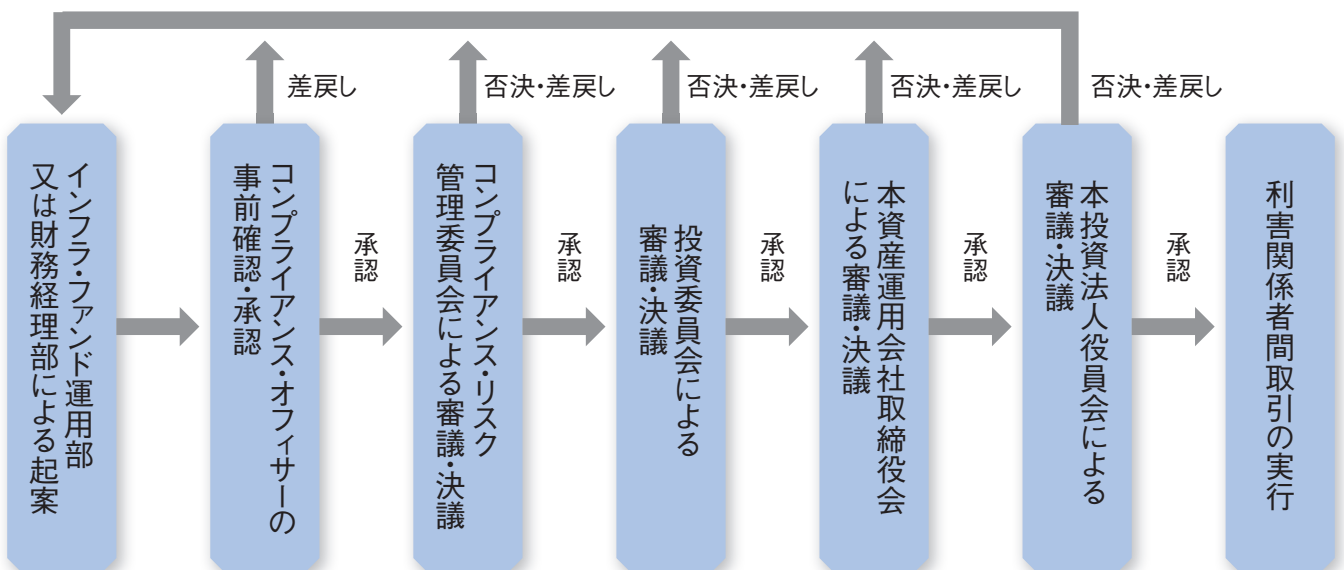 差戻し
否決・差戻し
否決・差戻し
否決・差戻し
否決・差戻し
インフラ・ファンド運用部
又は財務経理部による起案
コンプライアンス・オフィサーの
事前確認・承認
承認
コンプライアンス・リスク
管理委員会による審議・決議
承認
投資委員会による
審議・決議
承認
本資産運用会社取締役会
による審議・決議
承認
本投資法人役員会による
審議・決議
承認
利害関係者間取引の実行